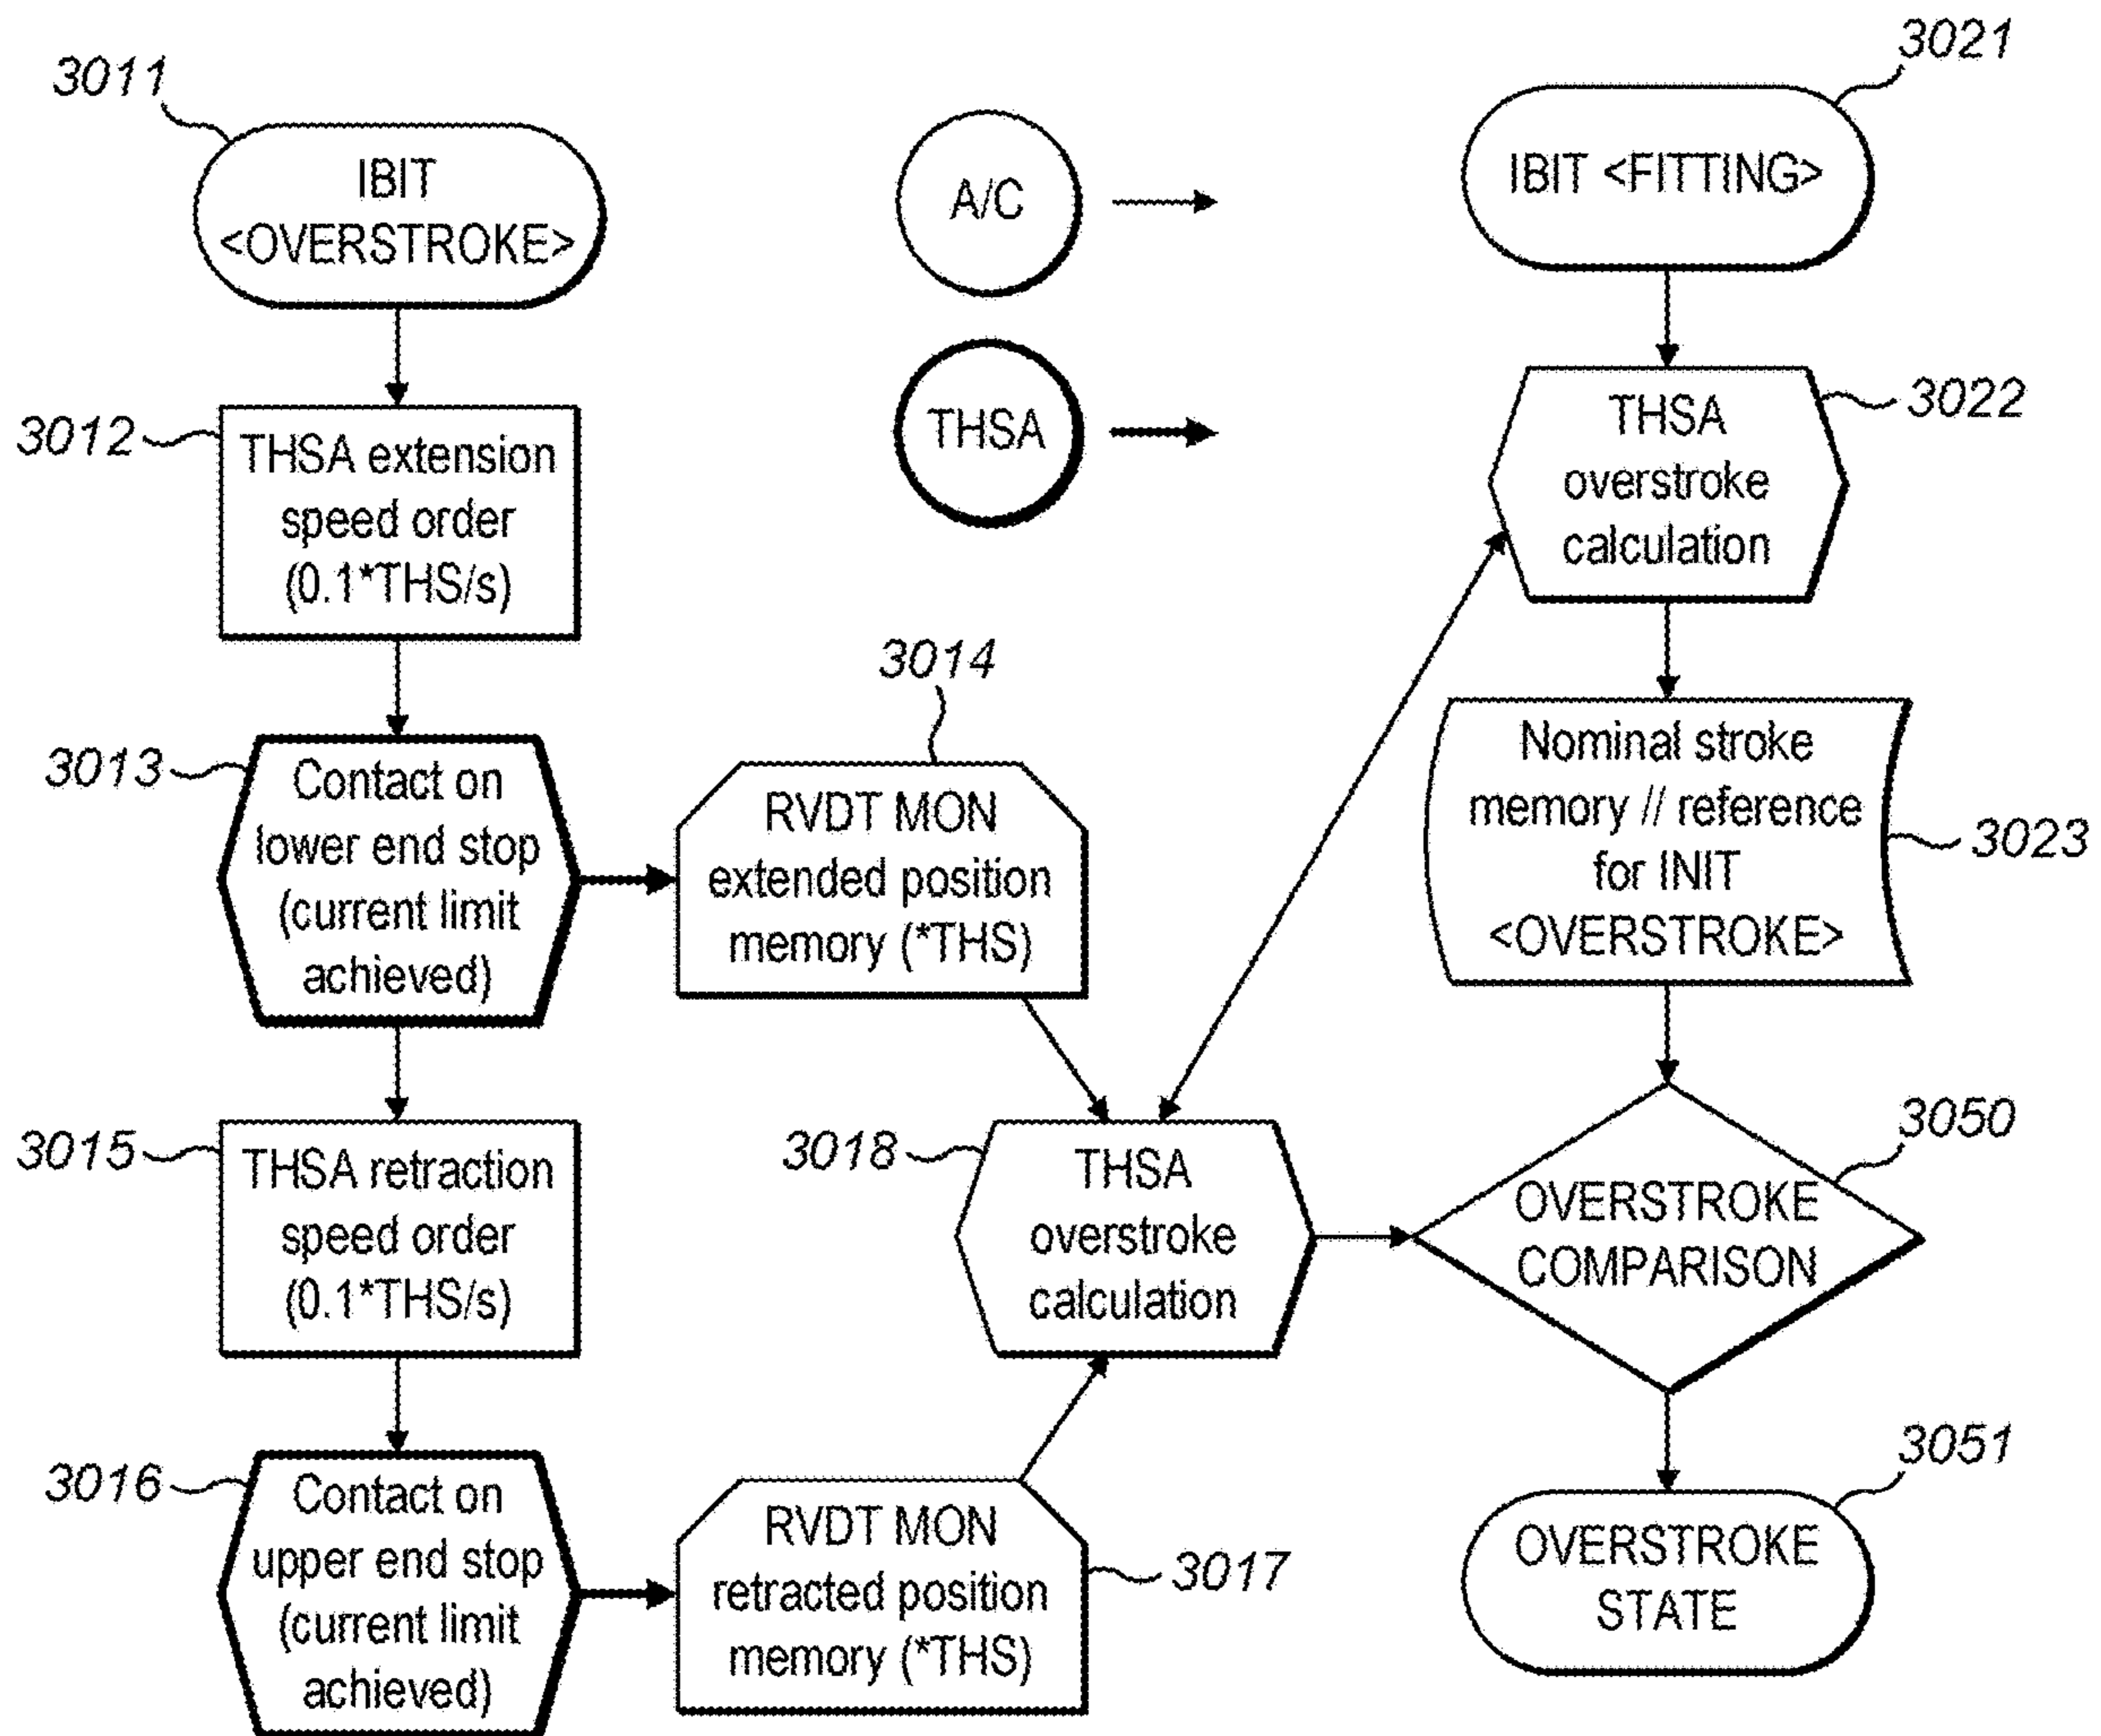 3011
IBIT
<OVERSTROKE>
3012
THSA extension
speed order
(0.1*THS/s)
3013
Contact on
lower end stop
(current limit
achieved)
3014
RVDT MON
extended position
memory (*THS)
3015
THSA retraction
speed order
(0.1*THS/s)
3016
Contact on
upper end stop
(current limit
achieved)
RVDT MON
retracted position
memory (*THS)
3017
3018
THSA
overstroke
calculation
A/C
THSA
3021
IBIT <FITTING>
THSA
overstroke
calculation
3022
Nominal stroke
memory // reference
for INIT
<OVERSTROKE>
3023
3050
OVERSTROKE
COMPARISON
3051
OVERSTROKE
STATE